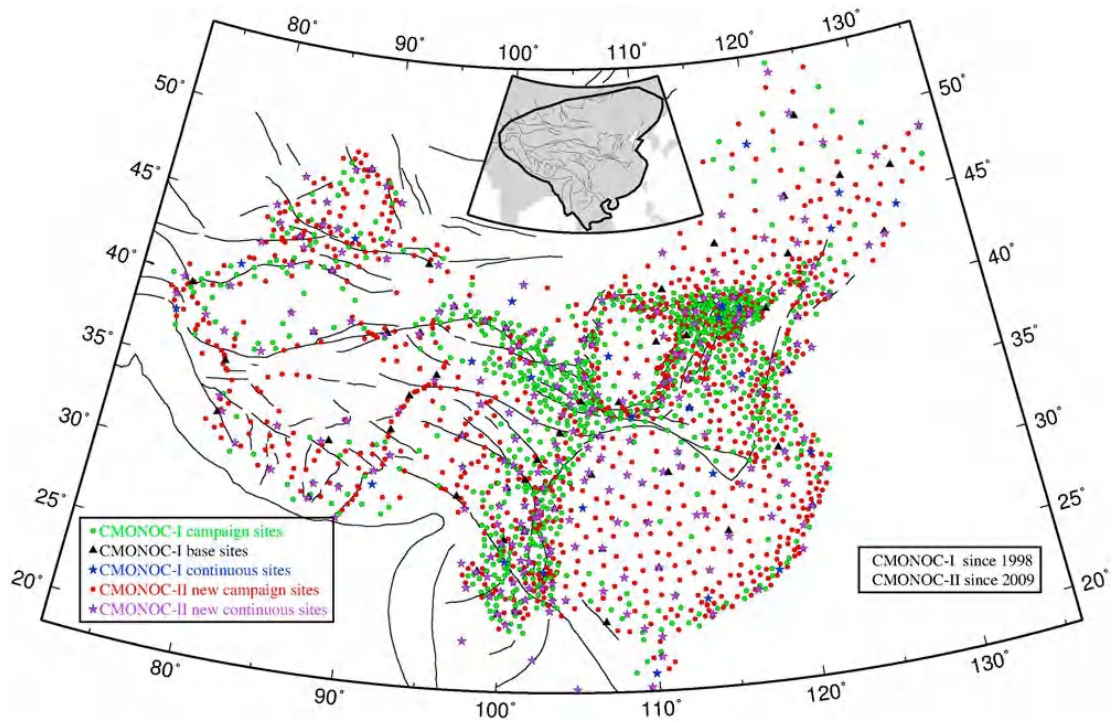 80° 90° 100° 110° 120° 130°
50° 50°
45° 45°
40° 40°
35° 35°
30° 30°
25° 25°
20° 20°
CMONOC-I campaign sites
CMONOC-I base sites
CMONOC-I continuous sites
CMONOC-II new campaign sites
CMONOC-II new continuous sites
CMONOC-I since 1998
CMONOC-II since 2009
80° 90° 100° 110° 120° 130°